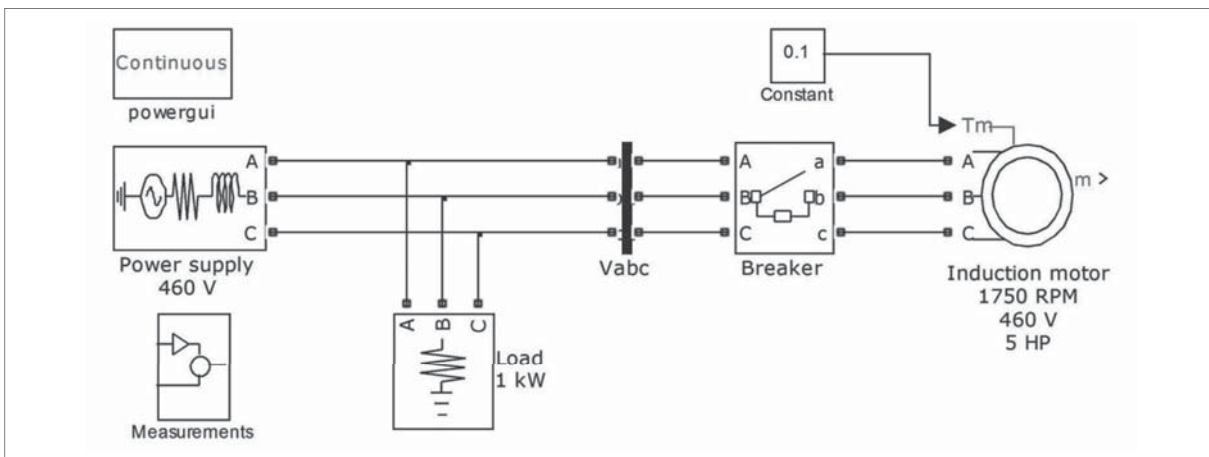 Continuous
powergui
0.1
Constant
Tm
A
B
C
Power supply
460 V
Vabc
A a
B b
C c
Breaker
A
B
C
m
Induction motor
1750 RPM
460 V
5 HP
A B C
Load
1 kW
Measurements